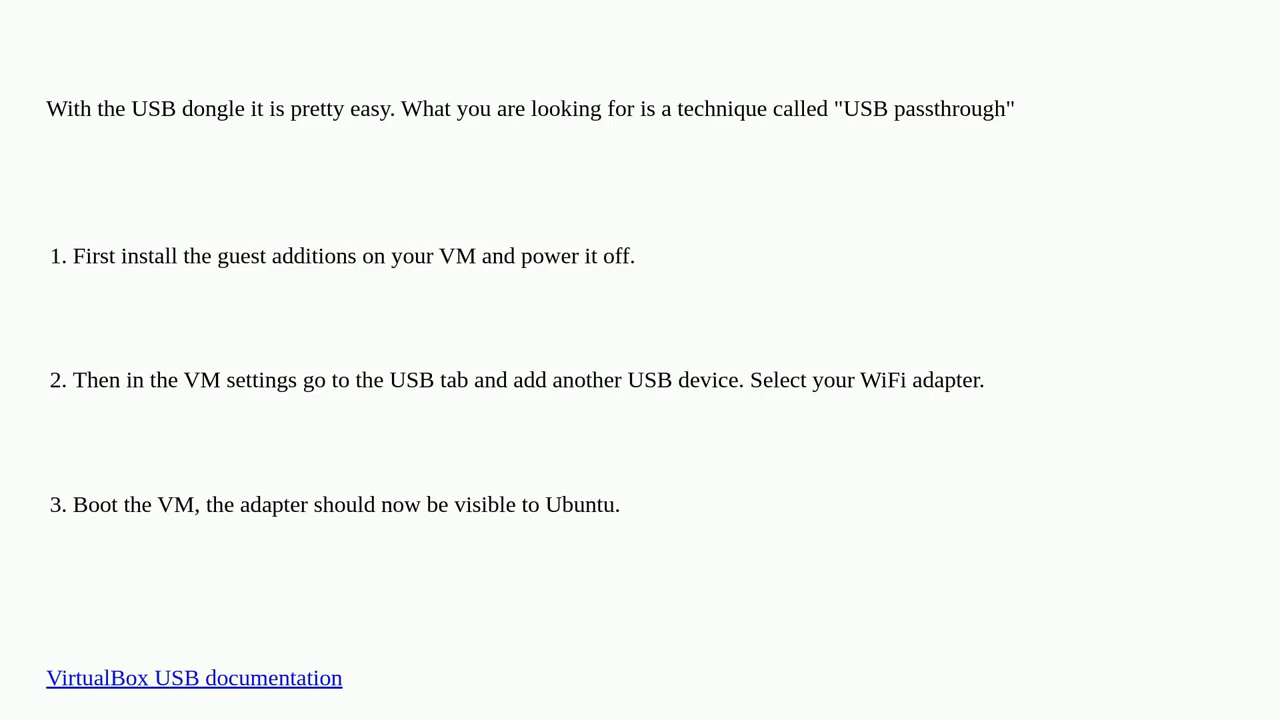 With the USB dongle it is pretty easy. What you are looking for is a technique called "USB passthrough"
1. First install the guest additions on your VM and power it off.
2. Then in the VM settings go to the USB tab and add another USB device. Select your WiFi adapter.
3. Boot the VM, the adapter should now be visible to Ubuntu.
VirtualBox USB documentation